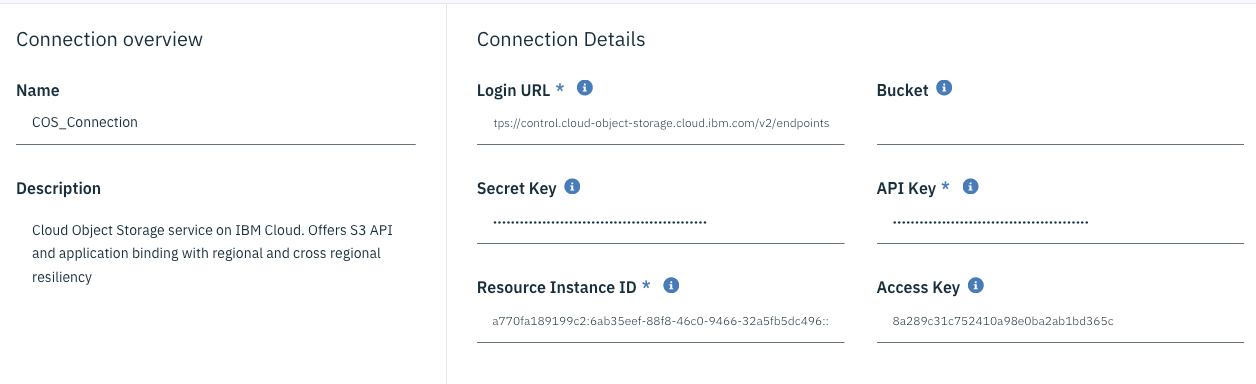 Connection overview
Name
COS_Connection
Description
Cloud Object Storage service on IBM Cloud. Offers S3 API
and application binding with regional and cross regional
resiliency
Connection Details
Login URL *
tps://control.cloud-object-storage.cloud.ibm.com/v2/endpoints
Bucket
Secret Key
••••••••••••••••••••••••••••••••••••••••••••••••
API Key *
••••••••••••••••••••••••••••••••••••••••••••
Resource Instance ID *
a770fa189199c2:6ab35eef-88f8-46c0-9466-32a5fb5dc496::
Access Key
8a289c31c752410a98e0ba2ab1bd365c